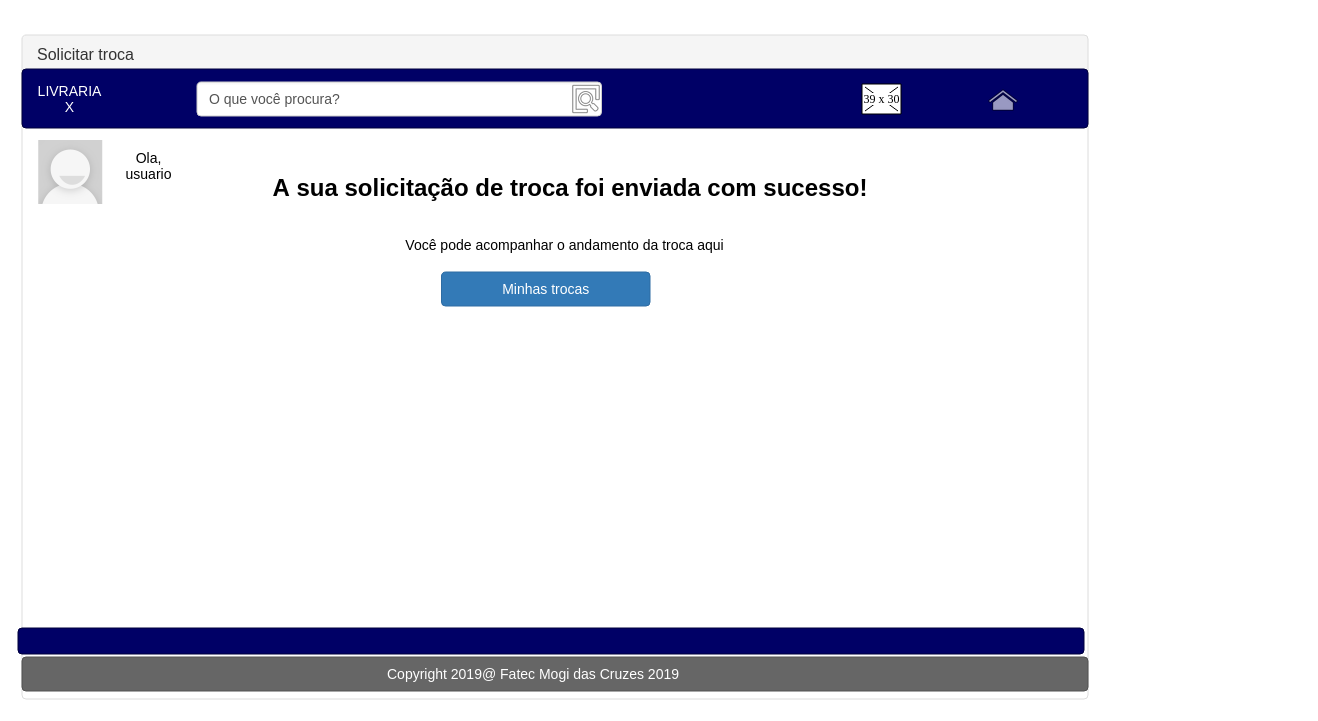 Solicitar troca
LIVRARIA
X
O que você procura?
39 x 30
Ola,
usuario
A sua solicitação de troca foi enviada com sucesso!
Você pode acompanhar o andamento da troca aqui
Minhas trocas
Copyright 2019@ Fatec Mogi das Cruzes 2019